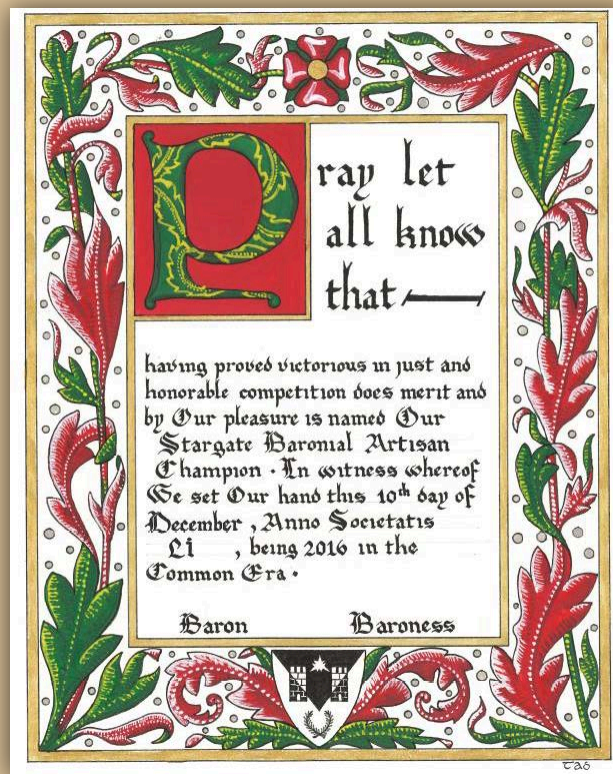 Pray let
all know
that
having proved victorious in just and
honorable competition does merit and
by Our pleasure is named Our
Stargate Baronial Artisan
Champion · In witness whereof
We set Our hand this 10th day of
December , Anno Societatis
Li , being 2016 in the
Common Era ·
Baron Baroness